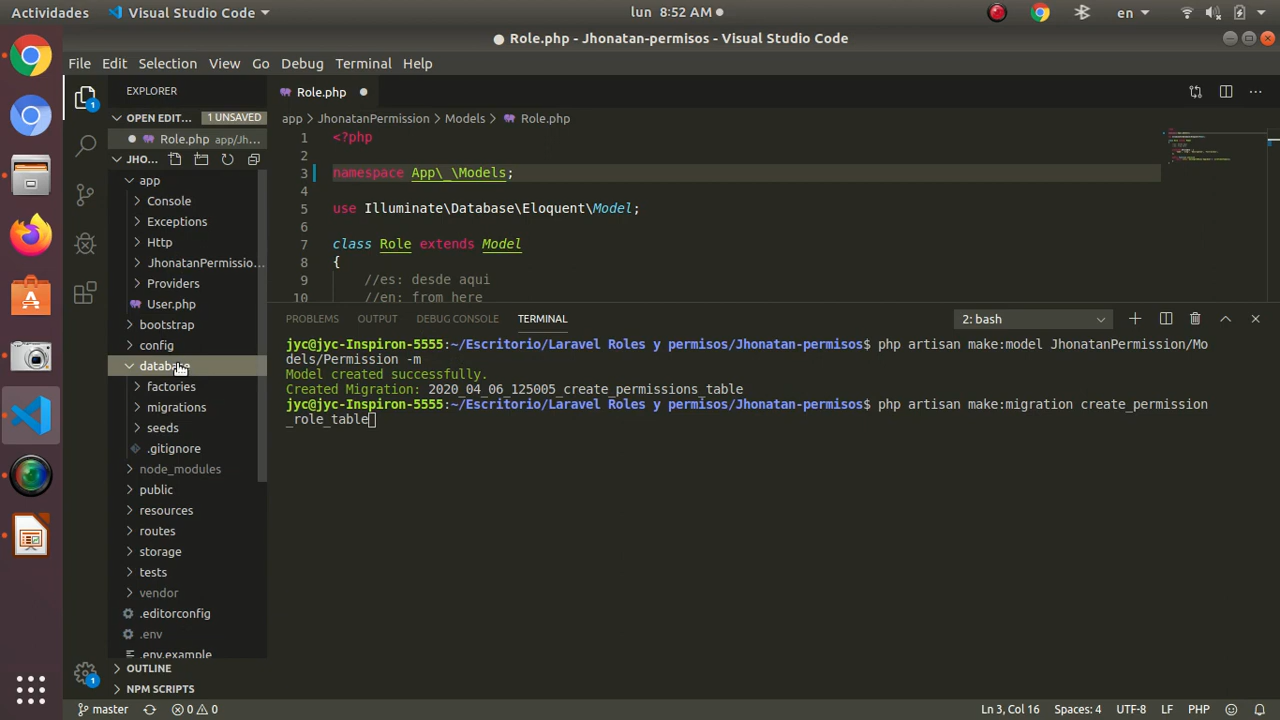 Actividades
Visual Studio Code
lun 8:52 AM
en
Role.php - Jhonatan-permisos - Visual Studio Code
File Edit Selection View Go Debug Terminal Help
EXPLORER
OPEN EDIT... 1 UNSAVED
Role.php app/Jh...
JHO...
app
Console
Exceptions
Http
JhonatanPermissio...
Providers
User.php
bootstrap
config
database
factories
migrations
seeds
.gitignore
node_modules
public
resources
routes
storage
tests
vendor
.editorconfig
.env
.env.example
OUTLINE
NPM SCRIPTS
1
1
Role.php
app > JhonatanPermission > Models > Role.php
1 <?php
2
3 namespace App\_\Models;
4
5 use Illuminate\Database\Eloquent\Model;
6
7 class Role extends Model
8 {
9 //es: desde aqui
10 //en: from here
PROBLEMS OUTPUT DEBUG CONSOLE TERMINAL
2: bash
jyc@jyc-Inspiron-5555:~/Escritorio/Laravel Roles y permisos/Jhonatan-permisos$ php artisan make:model JhonatanPermission/Mo
dels/Permission -m
Model created successfully.
Created Migration: 2020_04_06_125005_create_permissions_table
jyc@jyc-Inspiron-5555:~/Escritorio/Laravel Roles y permisos/Jhonatan-permisos$ php artisan make:migration create_permission
_role_table
master
0 0
Ln 3, Col 16
Spaces: 4
UTF-8
LF
PHP